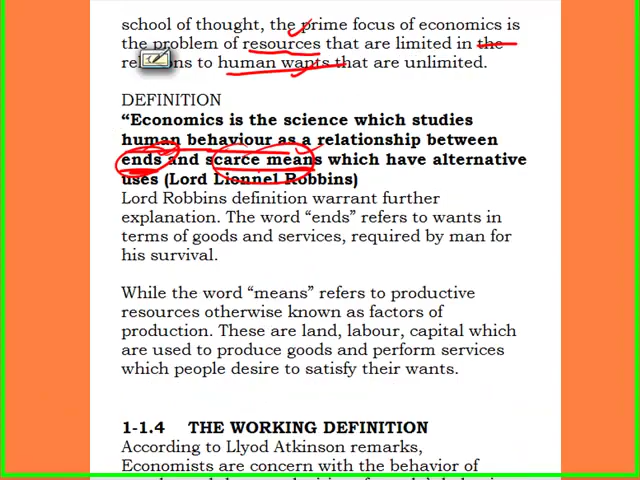 school of thought, the prime focus of economics is
the problem of resources that are limited in the
relations to human wants that are unlimited.
DEFINITION
“Economics is the science which studies
human behaviour as a relationship between
ends and scarce means which have alternative
uses (Lord Lionnel Robbins)
Lord Robbins definition warrant further
explanation. The word “ends” refers to wants in
terms of goods and services, required by man for
his survival.
While the word “means” refers to productive
resources otherwise known as factors of
production. These are land, labour, capital which
are used to produce goods and perform services
which people desire to satisfy their wants.
1-1.4 THE WORKING DEFINITION
According to Llyod Atkinson remarks,
Economists are concern with the behavior of